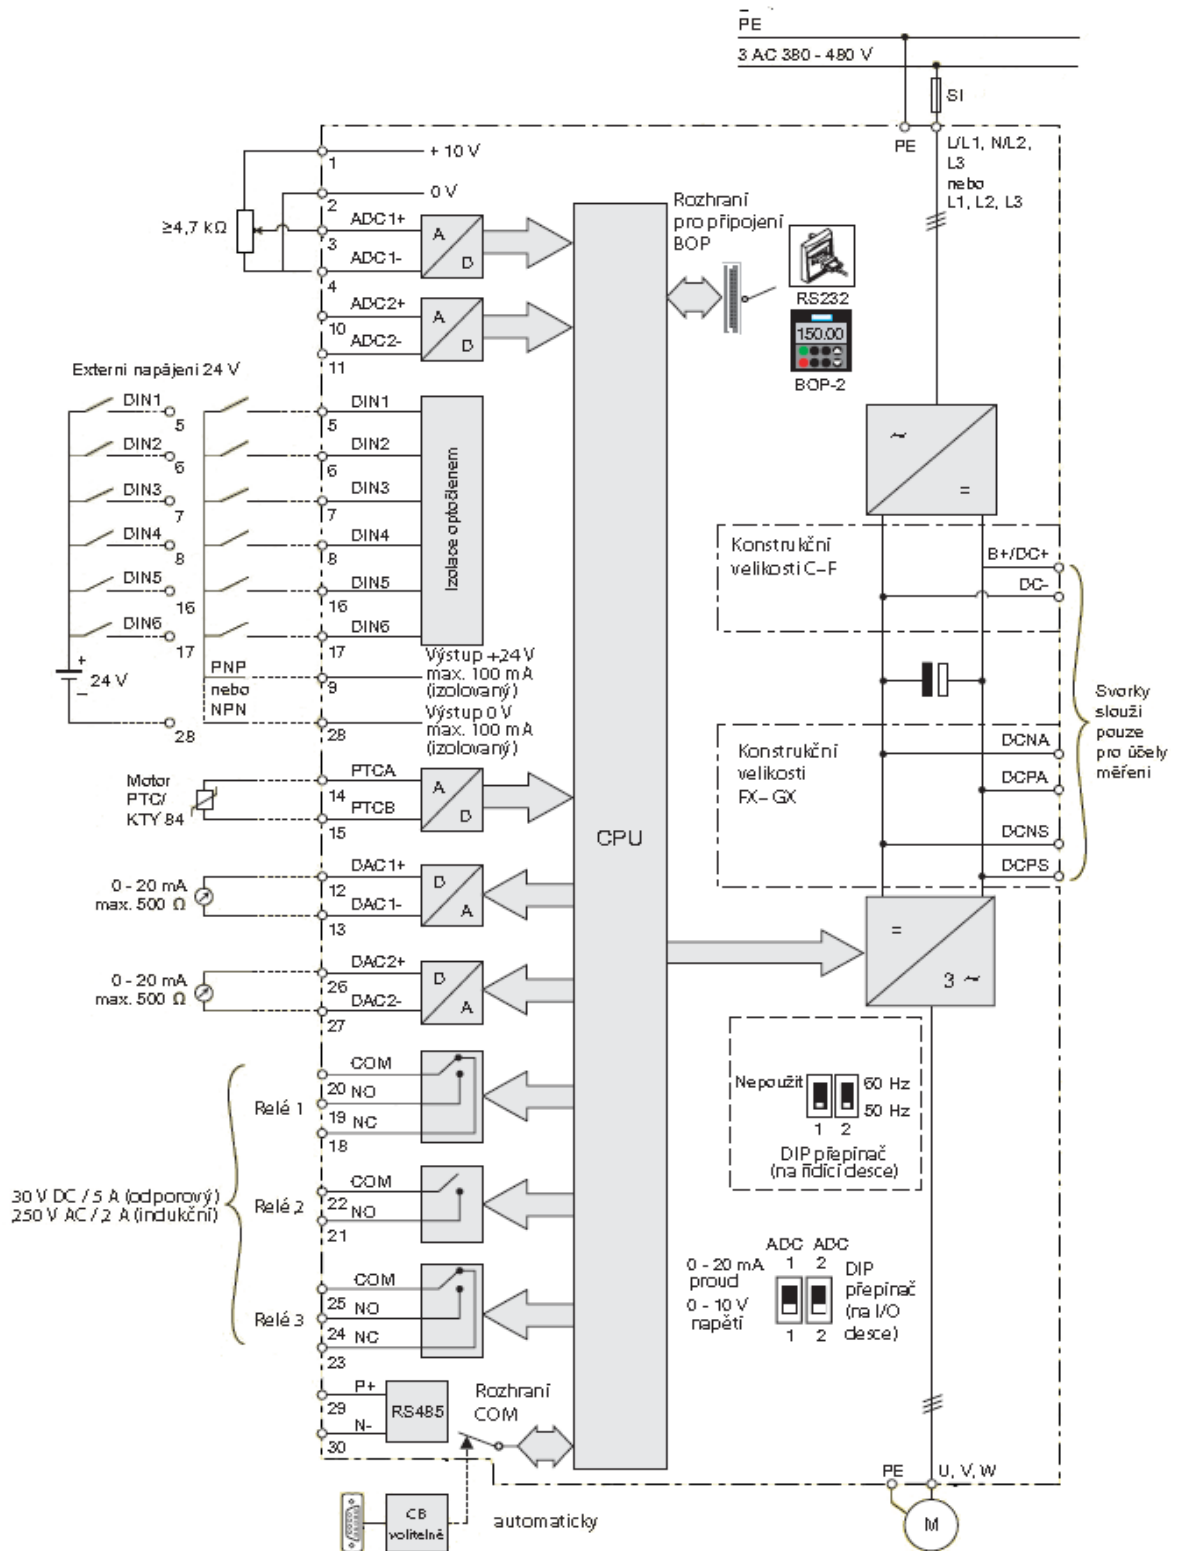 PE
3 AC 380 - 480 V
SI
PE
L/L1, N/L2,
L3
nebo
L1, L2, L3
1
+ 10 V
2
0 V
≥4,7 kΩ
ADC1+
3
ADC1-
4
A
D
ADC2+
10
ADC2-
11
A
D
Rozhraní
pro připojení
BOP
RS232
150.00
BOP-2
Externí napájení 24 V
DIN1
5
DIN2
6
DIN3
7
DIN4
8
DIN5
16
DIN6
17
+
24 V
–
28
DIN1
5
DIN2
6
DIN3
7
DIN4
8
DIN5
16
DIN6
17
Izolace optočlenem
PNP
nebo
NPN
9
Výstup +24 V
max. 100 mA
(izolovaný)
28
Výstup 0 V
max. 100 mA
(izolovaný)
~
=
Konstrukční
velikosti C–F
B+/DC+
DC-
Konstrukční
velikosti
FX–GX
DCNA
DCPA
DCNS
DCPS
Svorky
slouží
pouze
pro účely
měření
Motor
PTC/
KTY 84
PTCA
14
PTCB
15
A
D
CPU
0 - 20 mA
max. 500 Ω
DAC1+
12
DAC1-
13
D
A
0 - 20 mA
max. 500 Ω
DAC2+
26
DAC2-
27
D
A
=
3 ~
30 V DC / 5 A (odporový)
250 V AC / 2 A (indukční)
Relé 1
COM
20
NO
19
NC
18
Relé 2
COM
22
NO
21
Relé 3
COM
25
NO
24
NC
23
Nepoužit
60 Hz
50 Hz
1 2
DIP přepínač
(na řídící desce)
ADC ADC
1 2
0 - 20 mA
proud
0 - 10 V
napětí
1 2
DIP
přepínač
(na I/O
desce)
P+
29
N-
30
RS485
Rozhraní
COM
CB
volitelně
automaticky
PE
U, V, W
M